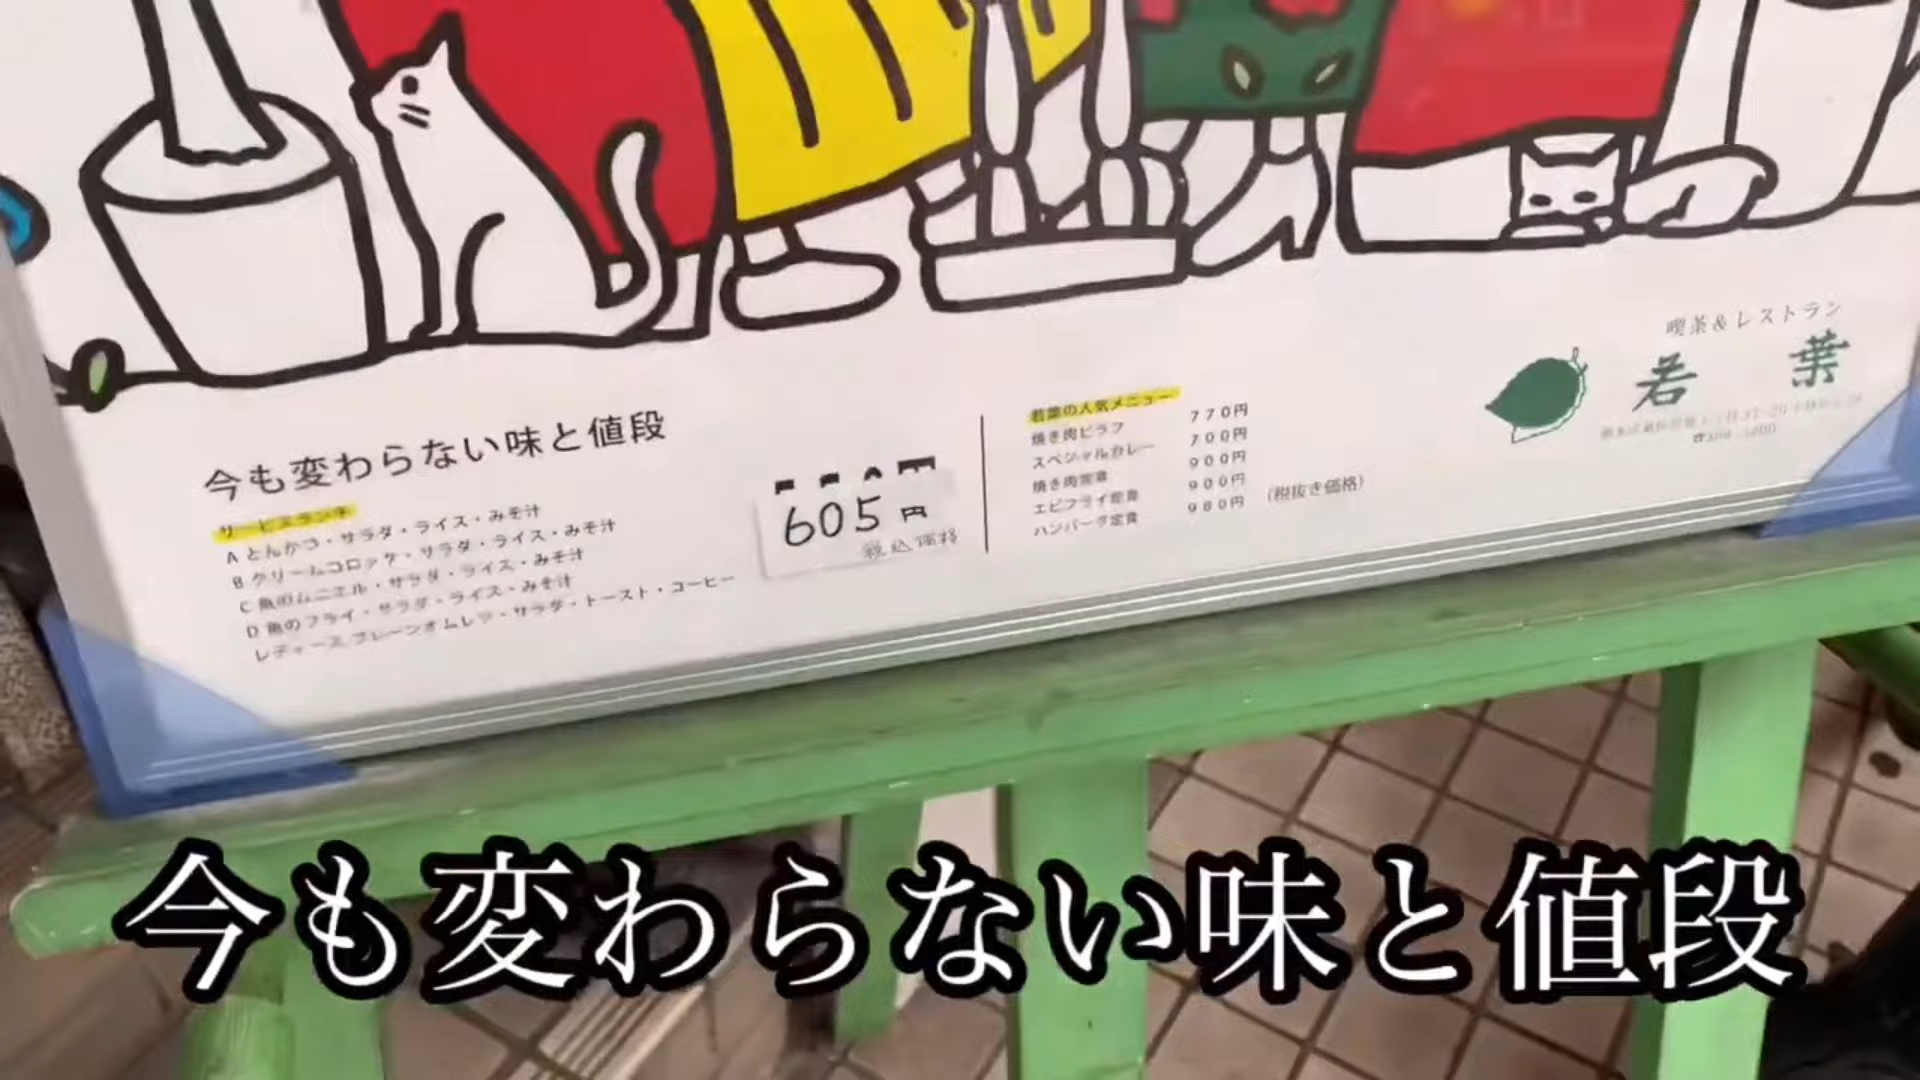 今も変わらない味と値段
サービスランチ
A とんかつ・サラダ・ライス・みそ汁
B クリームコロッケ・サラダ・ライス・みそ汁
C 魚のムニエル・サラダ・ライス・みそ汁
D 魚のフライ・サラダ・ライス・みそ汁
レディース プレーンオムレツ・サラダ・トースト・コーヒー
605円
税込価格
若葉の人気メニュー
焼き肉ピラフ 770円
スペシャルカレー 700円
焼き肉定食 900円
エビフライ定食 900円
ハンバーグ定食 980円 (税抜き価格)
喫茶&レストラン
若 葉
今も変わらない味と値段